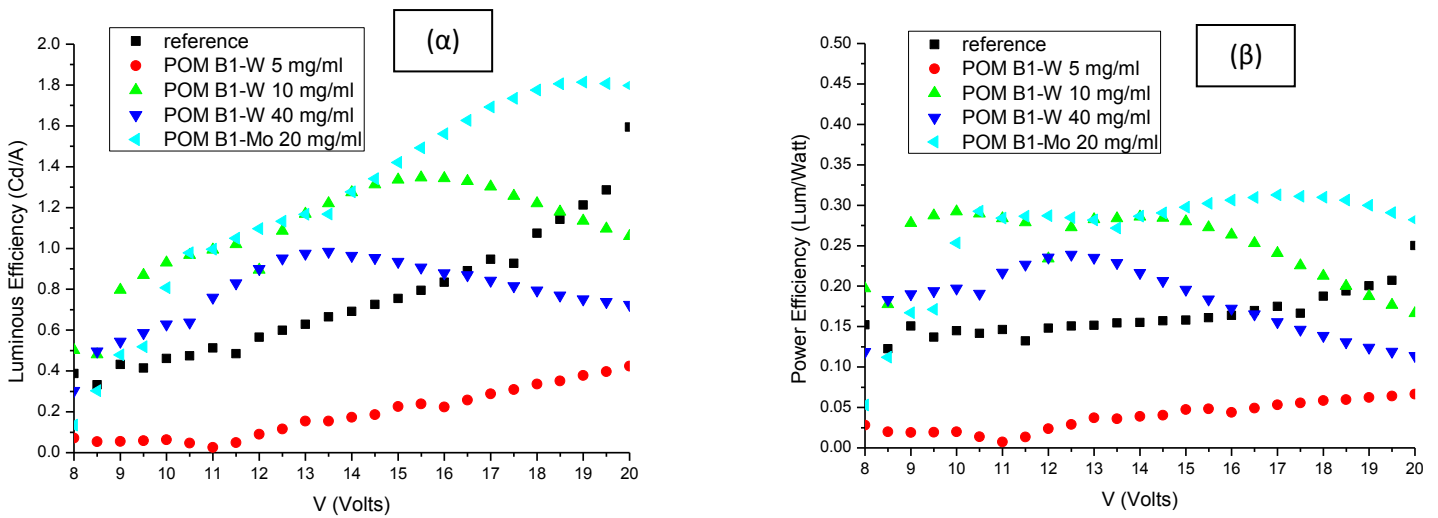 (α)
reference
POM B1-W 5 mg/ml
POM B1-W 10 mg/ml
POM B1-W 40 mg/ml
POM B1-Mo 20 mg/ml
Luminous Efficiency (Cd/A)
2.0
1.8
1.6
1.4
1.2
1.0
0.8
0.6
0.4
0.2
0.0
8 9 10 11 12 13 14 15 16 17 18 19 20
V (Volts)
(β)
reference
POM B1-W 5 mg/ml
POM B1-W 10 mg/ml
POM B1-W 40 mg/ml
POM B1-Mo 20 mg/ml
Power Efficiency (Lum/Watt)
0.50
0.45
0.40
0.35
0.30
0.25
0.20
0.15
0.10
0.05
0.00
8 9 10 11 12 13 14 15 16 17 18 19 20
V (Volts)